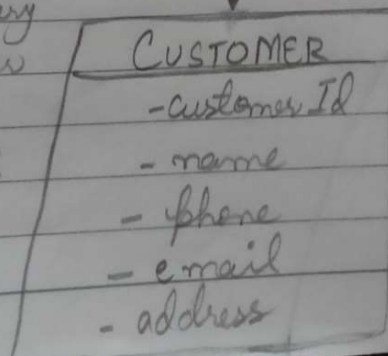 CUSTOMER
- customer Id
- name
- phone
- email
- address